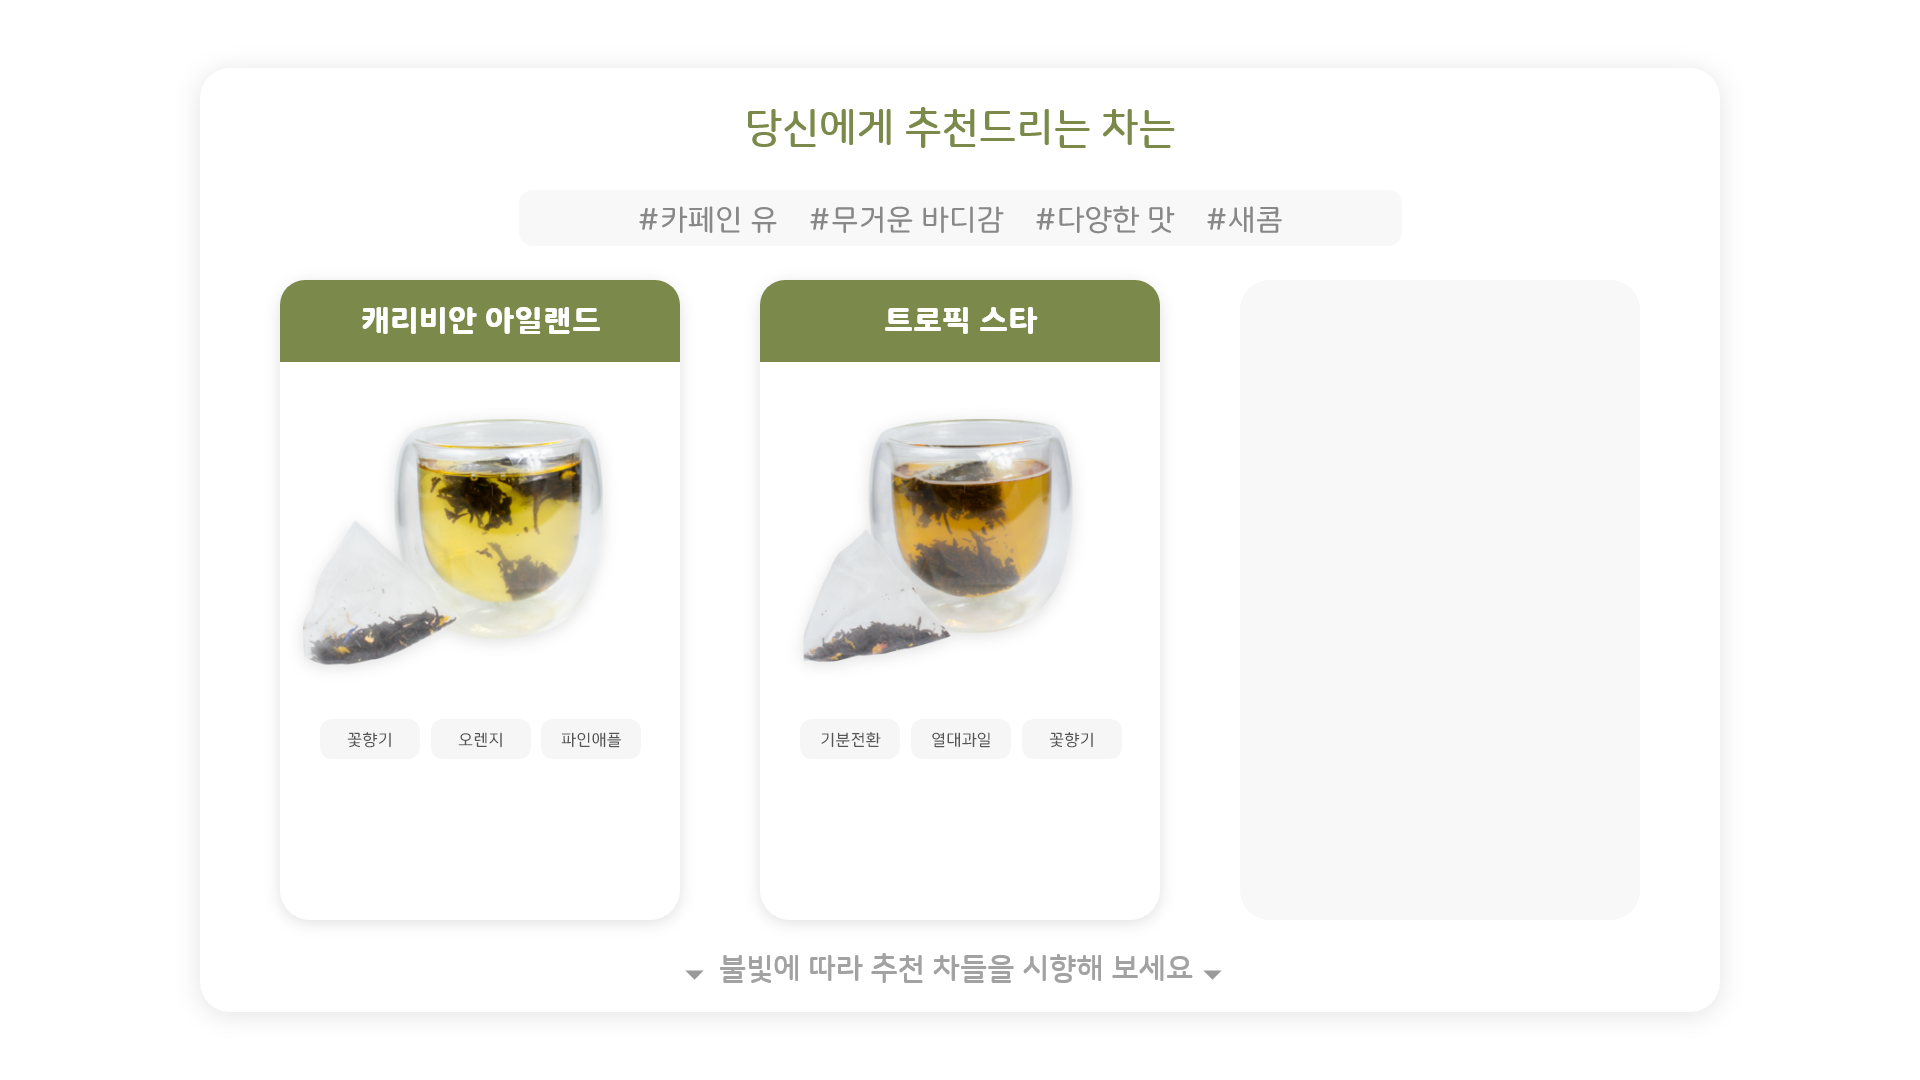 당신에게 추천드리는 차는
#카페인 유 #무거운 바디감 #다양한 맛 #새콤
캐리비안 아일랜드
꽃향기 오렌지 파인애플
트로픽 스타
기분전환 열대과일 꽃향기
불빛에 따라 추천 차들을 시향해 보세요